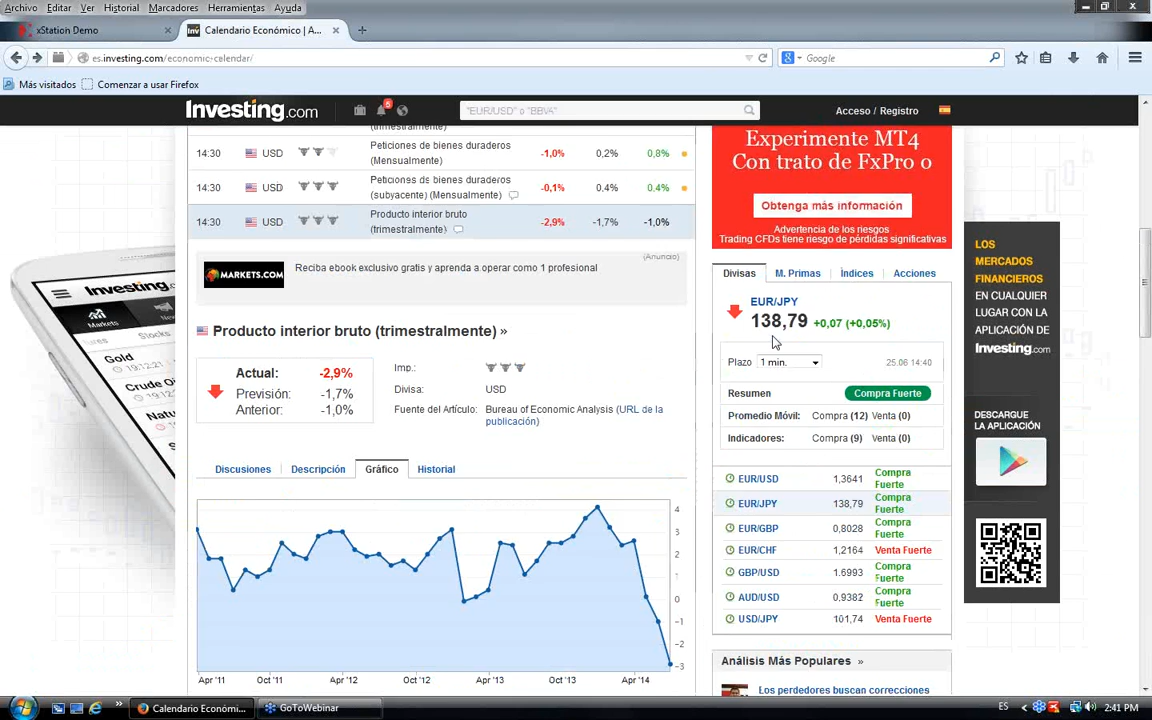 Archivo Editar Ver Historial Marcadores Herramientas Ayuda
xStation Demo × Calendario Económico | A... × +
es.investing.com/economic-calendar/ Google
Más visitados Comenzar a usar Firefox
Investing.com 6 "EUR/USD" o "BBVA" Acceso / Registro
(trimestralmente)
14:30 USD Peticiones de bienes duraderos -1,0% 0,2% 0,8%
(Mensualmente)
14:30 USD Peticiones de bienes duraderos -0,1% 0,4% 0,4%
(subyacente) (Mensualmente)
14:30 USD Producto interior bruto -2,9% -1,7% -1,0%
(trimestralmente)
(Anuncio)
MARKETS.COM Reciba ebook exclusivo gratis y aprenda a operar como 1 profesional
Producto interior bruto (trimestralmente) »
Actual: -2,9%
Previsión: -1,7%
Anterior: -1,0%
Imp.:
Divisa: USD
Fuente del Artículo: Bureau of Economic Analysis (URL de la
publicación)
Discusiones Descripción Gráfico Historial
4
3
2
1
0
-1
-2
-3
Apr '11 Oct '11 Apr '12 Oct '12 Apr '13 Oct '13 Apr '14
Experimente MT4
Con trato de FxPro o
Obtenga más información
Advertencia de los riesgos
Trading CFDs tiene riesgo de pérdidas significativas
Divisas M. Primas Índices Acciones
EUR/JPY
138,79 +0,07 (+0,05%)
Plazo 1 min. 25.06 14:40
Resumen Compra Fuerte
Promedio Móvil: Compra (12) Venta (0)
Indicadores: Compra (9) Venta (0)
EUR/USD 1,3641 Compra Fuerte
EUR/JPY 138,79 Compra Fuerte
EUR/GBP 0,8028 Compra Fuerte
EUR/CHF 1,2164 Venta Fuerte
GBP/USD 1.6993 Compra Fuerte
AUD/USD 0,9382 Compra Fuerte
USD/JPY 101,74 Venta Fuerte
Análisis Más Populares »
Los perdedores buscan correcciones
LOS
MERCADOS
FINANCIEROS
EN CUALQUIER
LUGAR CON LA
APLICACIÓN DE
Investing.com
DESCARGUE
LA APLICACIÓN
Investing.com
Markets
Stocks
Gold
19:12:21
Crude O
19:12
Natu
Calendario Económi... GoToWebinar ES 2:41 PM